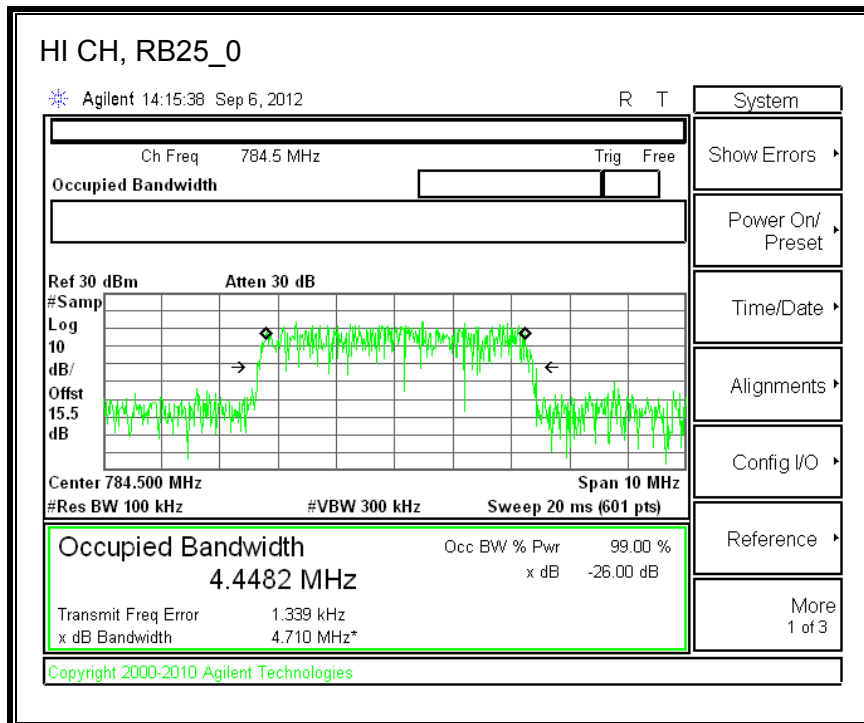 HI CH, RB25_0
Agilent 14:15:38 Sep 6, 2012 R T
System
Ch Freq 784.5 MHz Trig Free
Occupied Bandwidth
Show Errors
Power On/
Preset
Time/Date
Alignments
Config I/O
Reference
More
1 of 3
Ref 30 dBm Atten 30 dB
#Samp
Log
10
dB/
Offst
15.5
dB
Center 784.500 MHz Span 10 MHz
#Res BW 100 kHz #VBW 300 kHz Sweep 20 ms (601 pts)
Occupied Bandwidth Occ BW % Pwr 99.00 %
4.4482 MHz x dB -26.00 dB
Transmit Freq Error 1.339 kHz
x dB Bandwidth 4.710 MHz*
Copyright 2000-2010 Agilent Technologies